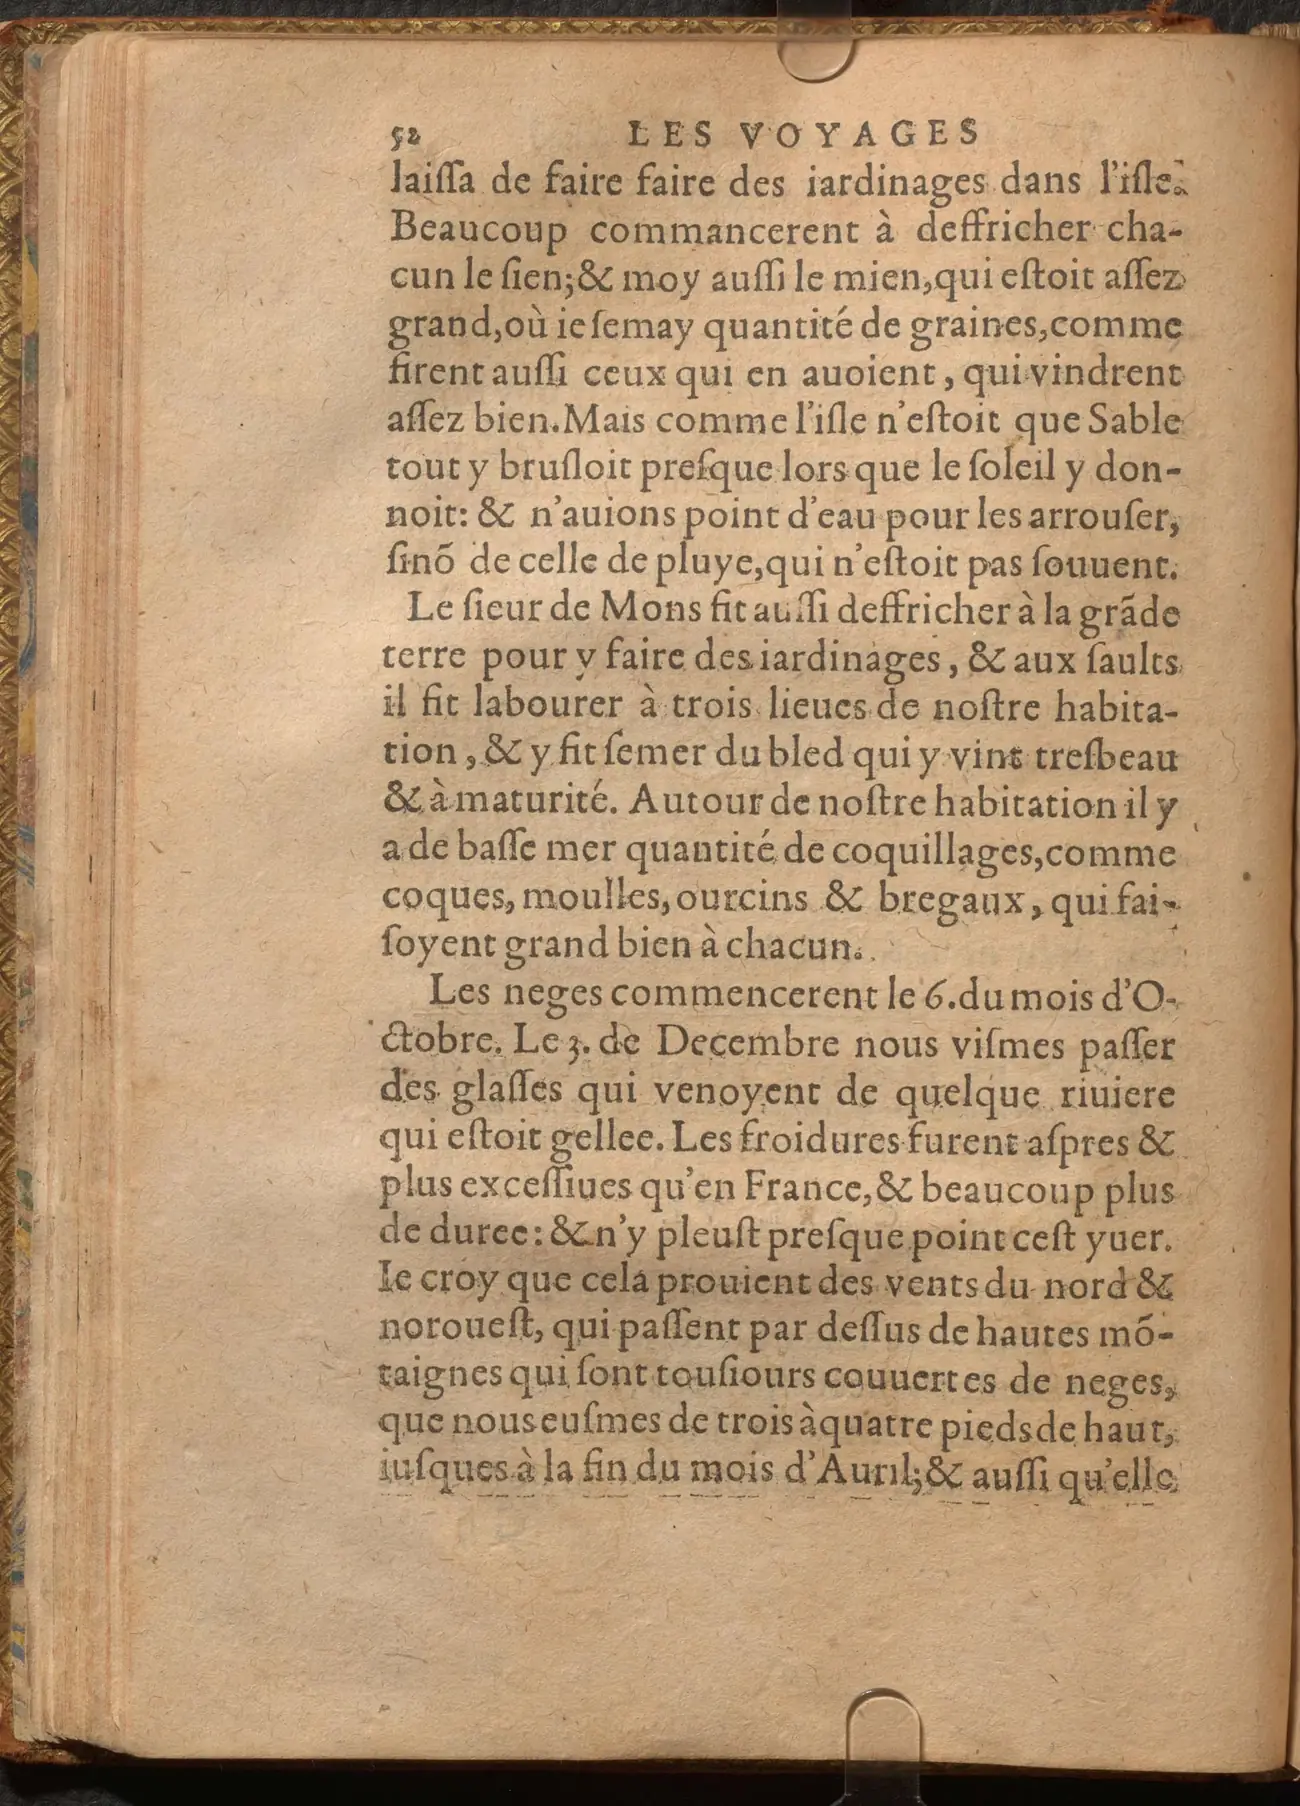 52 LES VOYAGES
laiſſa de faire faire des iardinages dans l'iſle.
Beaucoup commancerent à deffricher cha-
cun le ſien; & moy auſſi le mien, qui eſtoit aſſez
grand, où ie ſemay quantité de graines, comme
firent auſſi ceux qui en auoient, qui vindrent
aſſez bien. Mais comme l'iſle n'eſtoit que Sable
tout y bruſloit preſque lors que le ſoleil y don-
noit: & n'auions point d'eau pour les arrouſer,
ſinõ de celle de pluye, qui n'eſtoit pas ſouuent.
Le ſieur de Mons fit auſſi deffricher à la grãde
terre pour y faire des iardinages, & aux ſaults
il fit labourer à trois lieues de noſtre habita-
tion, & y fit ſemer du bled qui y vint treſbeau
& à maturité. Autour de noſtre habitation il y
a de baſſe mer quantité de coquillages, comme
coques, moulles, ourcins & bregaux, qui fai-
ſoyent grand bien à chacun.
Les neges commencerent le 6. du mois d'O-
ctobre. Le 3. de Decembre nous viſmes paſſer
des glaſſes qui venoyent de quelque riuiere
qui eſtoit gellee. Les froidures furent aſpres &
plus exceſſiues qu'en France, & beaucoup plus
de duree: & n'y pleuſt preſque point ceſt yuer.
Ie croy que cela prouient des vents du nord &
noroueſt, qui paſſent par deſſus de hautes mõ-
taignes qui ſont touſiours couuertes de neges,
que nous euſmes de trois à quatre pieds de haut,
iuſques à la fin du mois d'Auril; & auſſi qu'elle